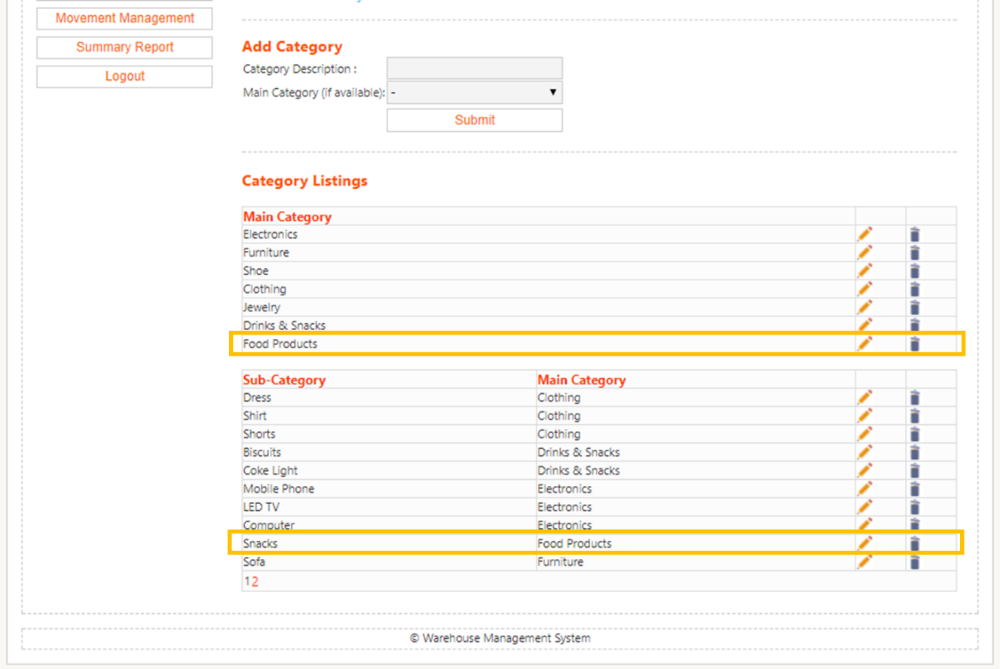 Movement Management
Summary Report
Logout
Add Category
Category Description :
Main Category (if available): -
Submit
Category Listings
Main Category
Electronics
Furniture
Shoe
Clothing
Jewelry
Drinks & Snacks
Food Products
Sub-Category Main Category
Dress Clothing
Shirt Clothing
Shorts Clothing
Biscuits Drinks & Snacks
Coke Light Drinks & Snacks
Mobile Phone Electronics
LED TV Electronics
Computer Electronics
Snacks Food Products
Sofa Furniture
1 2
© Warehouse Management System